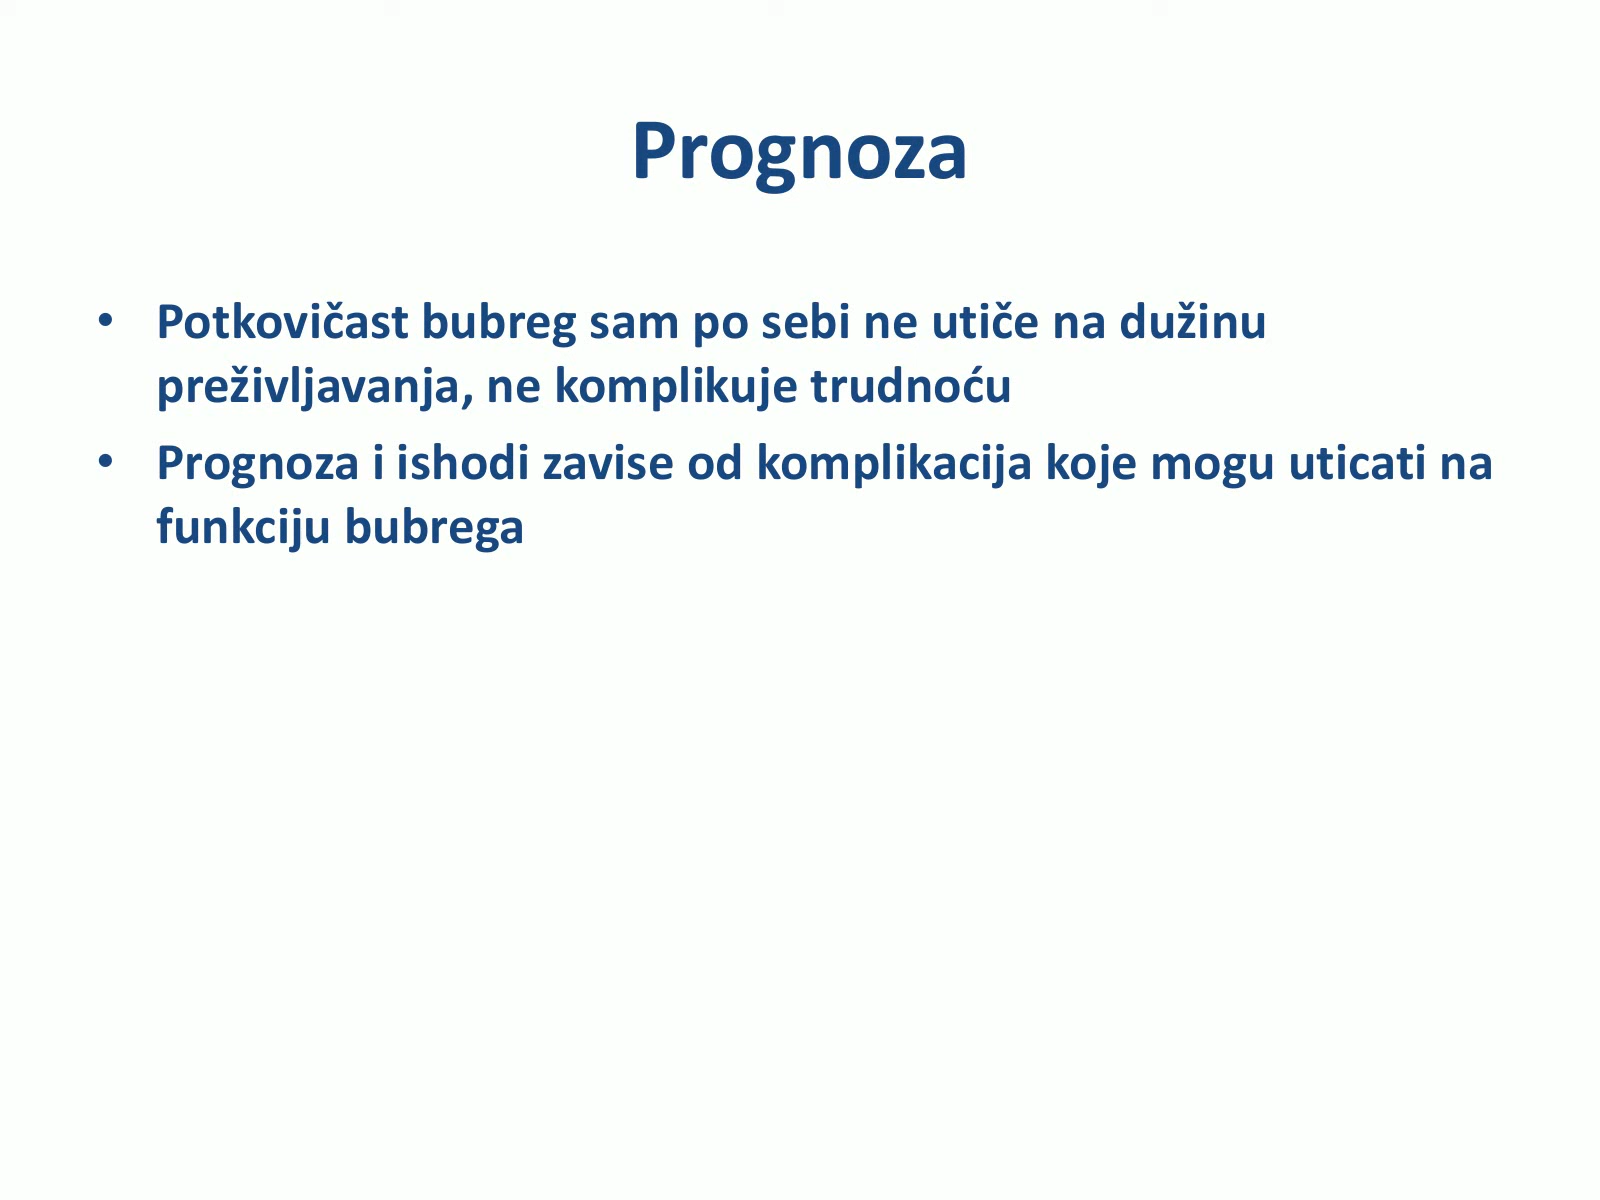 Prognoza
• Potkovičast bubreg sam po sebi ne utiče na dužinu
preživljavanja, ne komplikuje trudnoću
• Prognoza i ishodi zavise od komplikacija koje mogu uticati na
funkciju bubrega